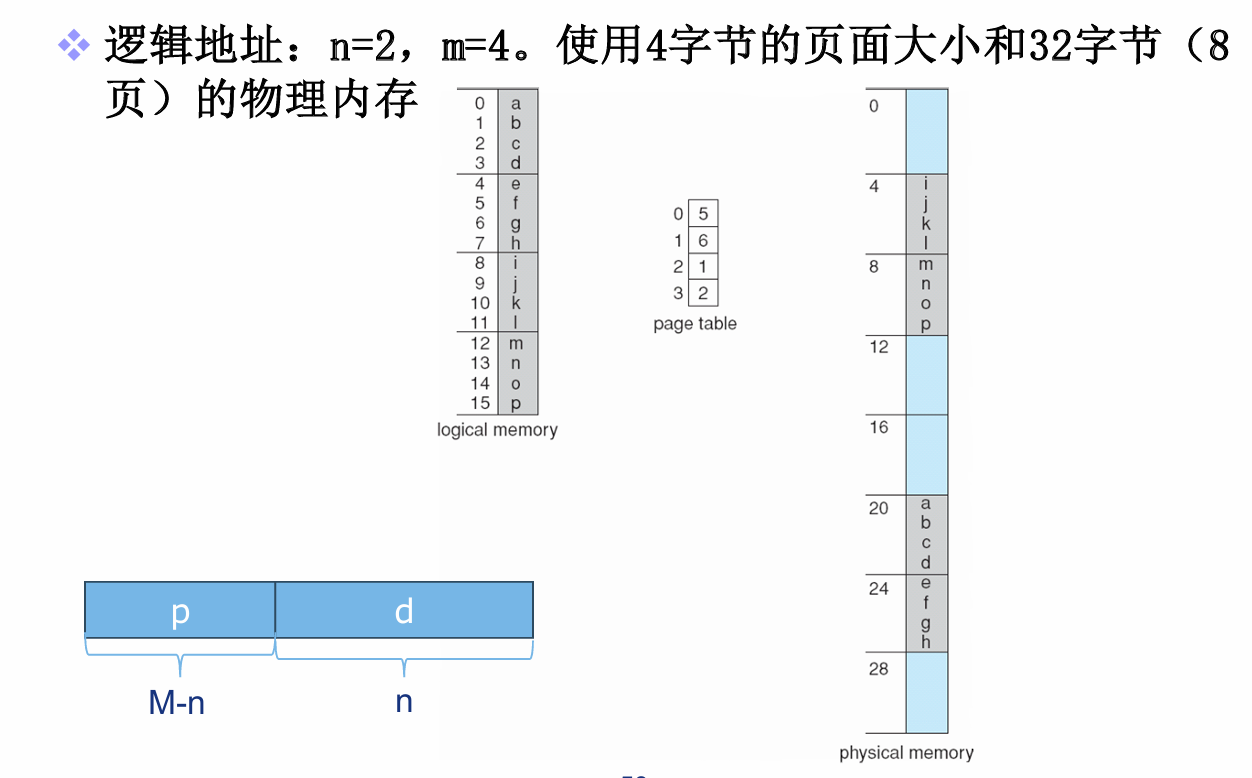 ❖ 逻辑地址：n=2，m=4。使用4字节的页面大小和32字节（8
页）的物理内存
0 a
1 b
2 c
3 d
4 e
5 f
6 g
7 h
8 i
9 j
10 k
11 l
12 m
13 n
14 o
15 p
logical memory
0 5
1 6
2 1
3 2
page table
0
4 i
j
k
l
8 m
n
o
p
12
16
20 a
b
c
d
24 e
f
g
h
28
physical memory
p d
M-n n